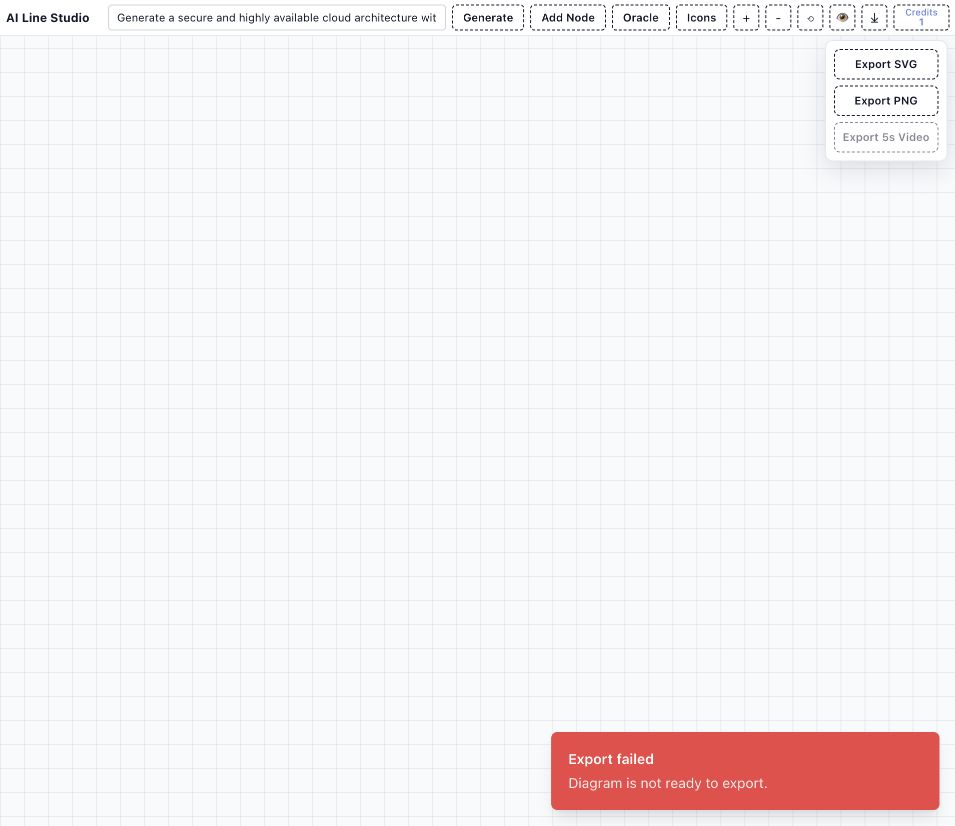 AI Line Studio
Generate a secure and highly available cloud architecture wit
Generate
Add Node
Oracle
Icons
+
-
⟲
Credits
1
Export SVG
Export PNG
Export 5s Video
Export failed
Diagram is not ready to export.